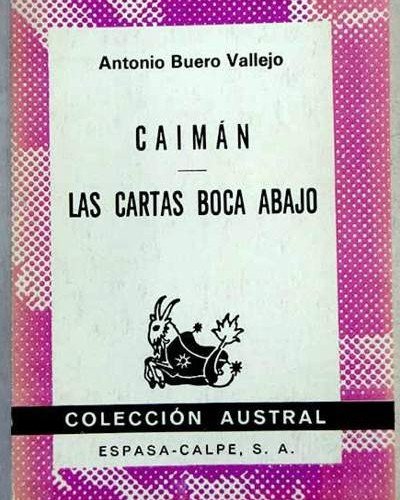 Antonio Buero Vallejo
CAIMÁN
LAS CARTAS BOCA ABAJO
COLECCIÓN AUSTRAL
ESPASA-CALPE, S. A.